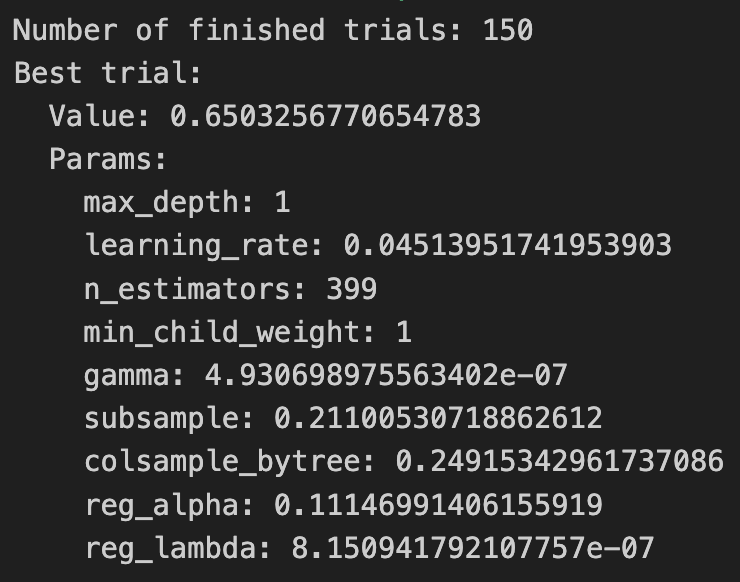 Number of finished trials: 150
Best trial:
  Value: 0.6503256770654783
  Params:
    max_depth: 1
    learning_rate: 0.04513951741953903
    n_estimators: 399
    min_child_weight: 1
    gamma: 4.930698975563402e-07
    subsample: 0.21100530718862612
    colsample_bytree: 0.24915342961737086
    reg_alpha: 0.11146991406155919
    reg_lambda: 8.150941792107757e-07